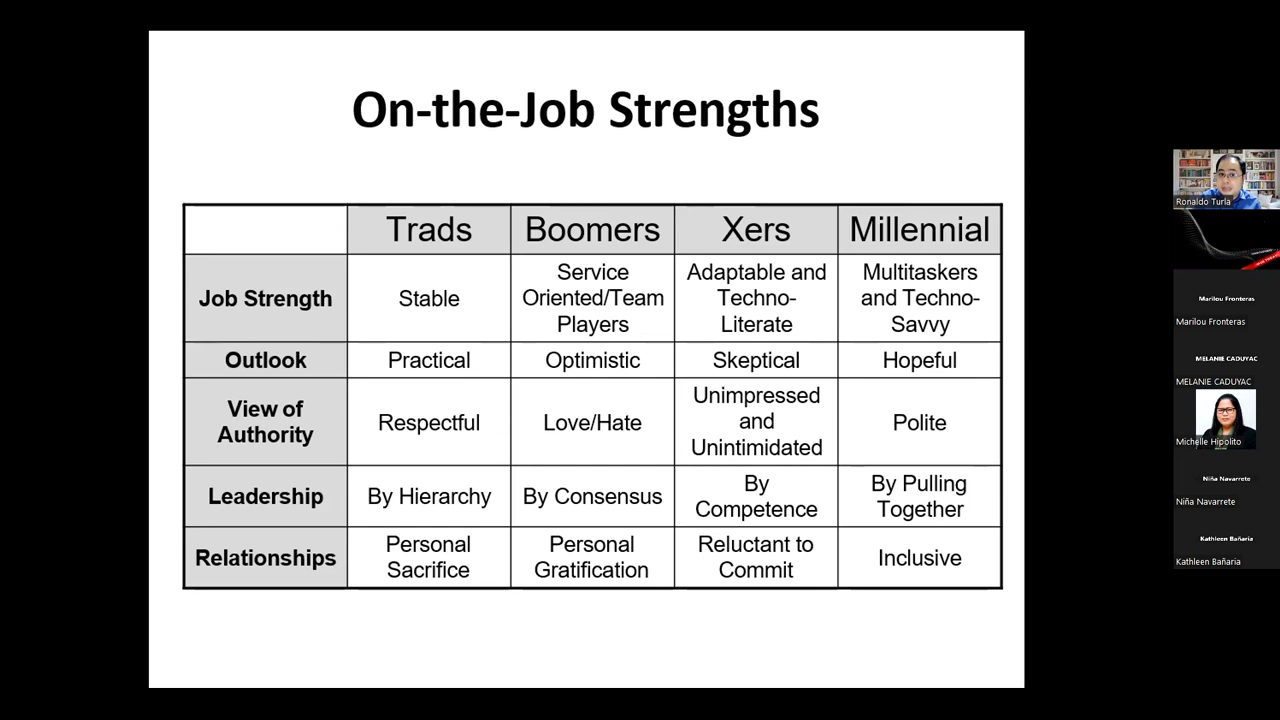 On-the-Job Strengths
Trads Boomers Xers Millennial
Job Strength
Stable
Service
Oriented/Team
Players
Adaptable and
Techno-
Literate
Multitaskers
and Techno-
Savvy
Outlook Practical Optimistic Skeptical Hopeful
View of
Authority
Respectful
Love/Hate
Unimpressed
and
Unintimidated
Polite
Leadership
By Hierarchy
By Consensus
By
Competence
By Pulling
Together
Relationships
Personal
Sacrifice
Personal
Gratification
Reluctant to
Commit
Inclusive
Ronaldo Turla
Marilou Fronteras
Marilou Fronteras
MELANIE CADUYAC
MELANIE CADUYAC
Michelle Hipolito
Niña Navarrete
Niña Navarrete
Kathleen Bañaria
Kathleen Bañaria